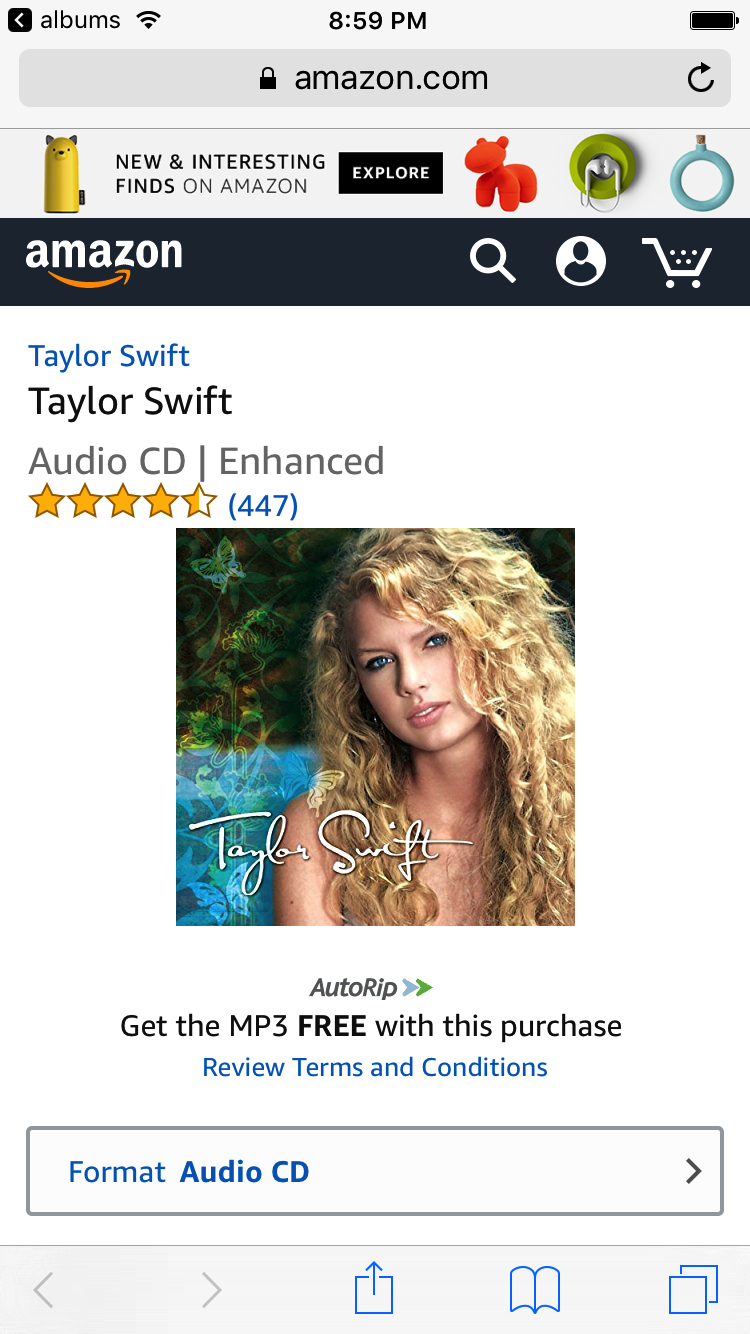 albums
8:59 PM
amazon.com
NEW & INTERESTING
FINDS ON AMAZON
EXPLORE
amazon
Taylor Swift
Taylor Swift
Audio CD | Enhanced
(447)
Taylor Swift
AutoRip
Get the MP3 FREE with this purchase
Review Terms and Conditions
Format Audio CD